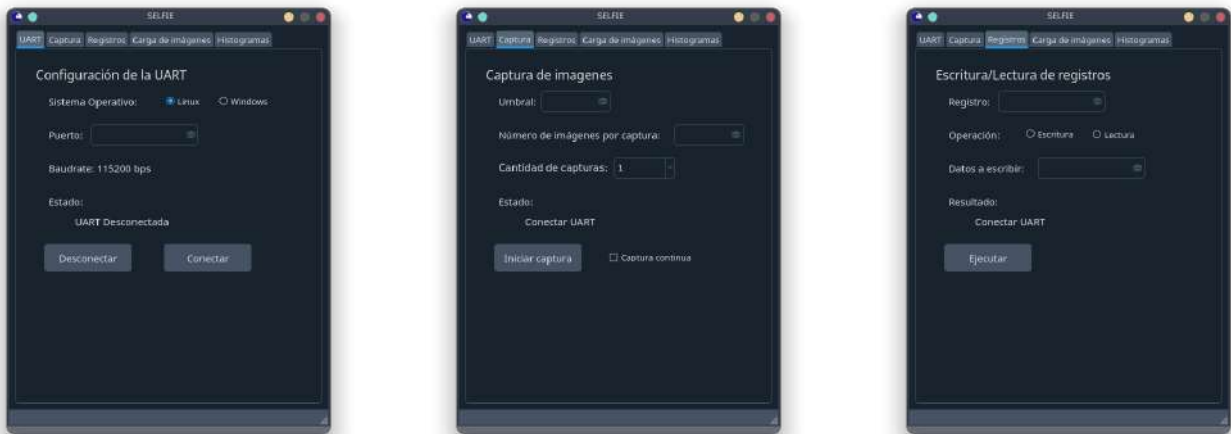 SELFIE
UART Captura Registros Carga de imágenes Histogramas
Configuración de la UART
Sistema Operativo: Linux Windows
Puerto:
Baudrate: 115200 bps
Estado:
UART Desconectada
Desconectar Conectar
SELFIE
UART Captura Registros Carga de imágenes Histogramas
Captura de imagenes
Umbral:
Número de imágenes por captura:
Cantidad de capturas: 1
Estado:
Conectar UART
Iniciar captura Captura continua
SELFIE
UART Captura Registros Carga de imágenes Histogramas
Escritura/Lectura de registros
Registro:
Operación: Escritura Lectura
Datos a escribir:
Resultado:
Conectar UART
Ejecutar